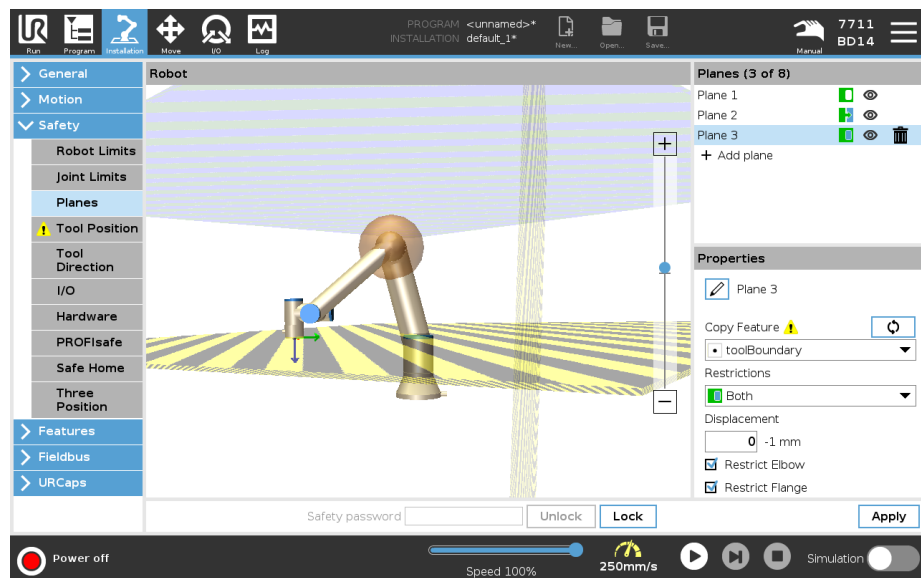 PROGRAM <unnamed>*
INSTALLATION default_1*
New... Open... Save...
7711
BD14
Manual
UR
Run Program Installation Move I/O Log
General
Motion
Safety
Robot Limits
Joint Limits
Planes
Tool Position
Tool
Direction
I/O
Hardware
PROFIsafe
Safe Home
Three
Position
Features
Fieldbus
URCaps
Robot
Planes (3 of 8)
Plane 1
Plane 2
Plane 3
+ Add plane
Properties
Plane 3
Copy Feature
toolBoundary
Restrictions
Both
Displacement
0 -1 mm
Restrict Elbow
Restrict Flange
Safety password Unlock Lock
Apply
Power off
Speed 100%
250mm/s
Simulation